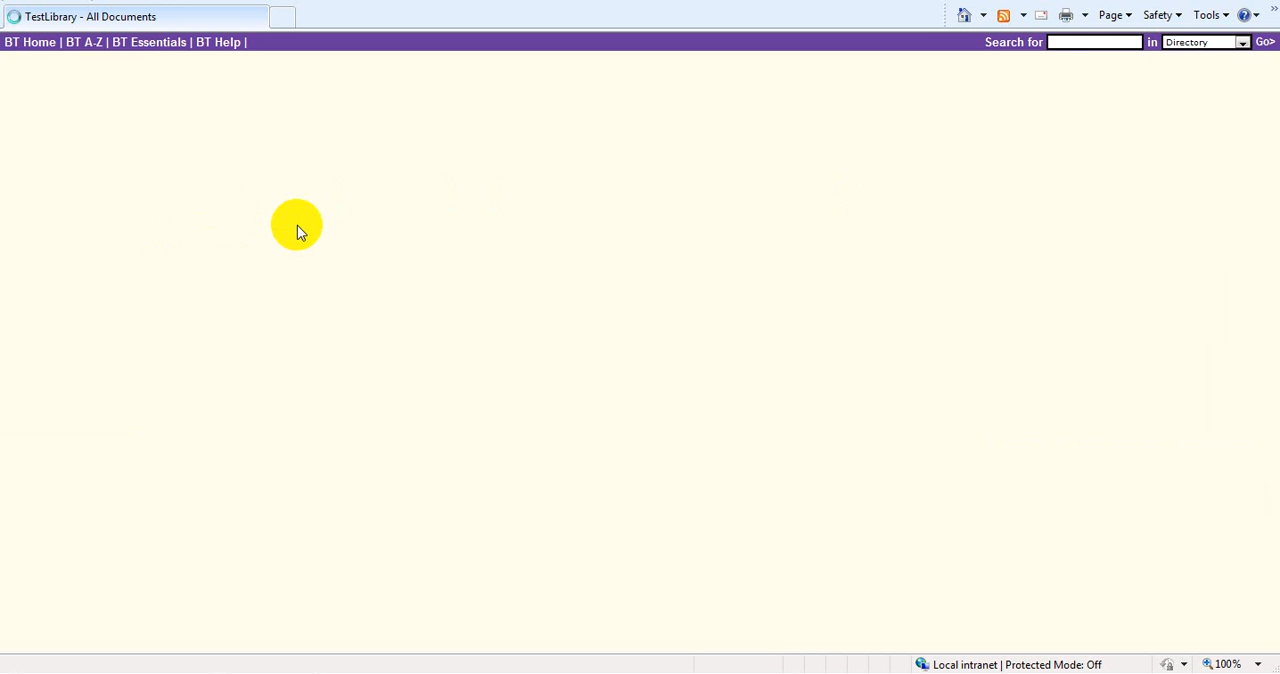 TestLibrary - All Documents
Page
Safety
Tools
BT Home | BT A-Z | BT Essentials | BT Help |
Search for in Directory Go>
Local intranet | Protected Mode: Off
100%